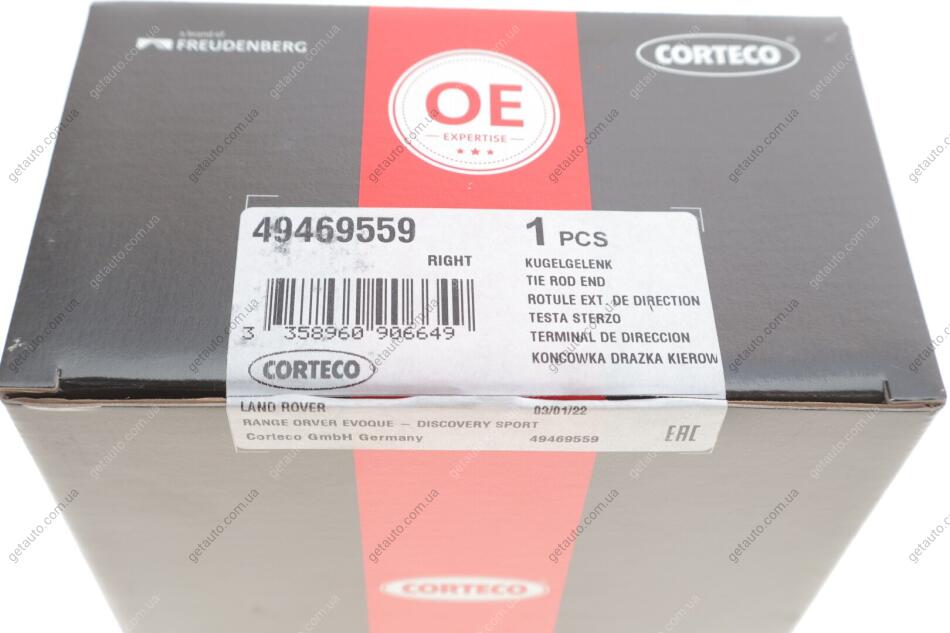 a brand of
FREUDENBERG
CORTECO
OE
EXPERTISE
49469559
1 PCS
RIGHT
KUGELGELENK
TIE ROD END
ROTULE EXT. DE DIRECTION
TESTA STERZO
TERMINAL DE DIRECCION
KONCOWKA DRAZKA KIEROW
3 358960 906649
CORTECO
LAND ROVER 03/01/22
RANGE ORVER EVOQUE – DISCOVERY SPORT
Corteco GmbH Germany 49469559 EAC
CORTECO
getauto.com.ua